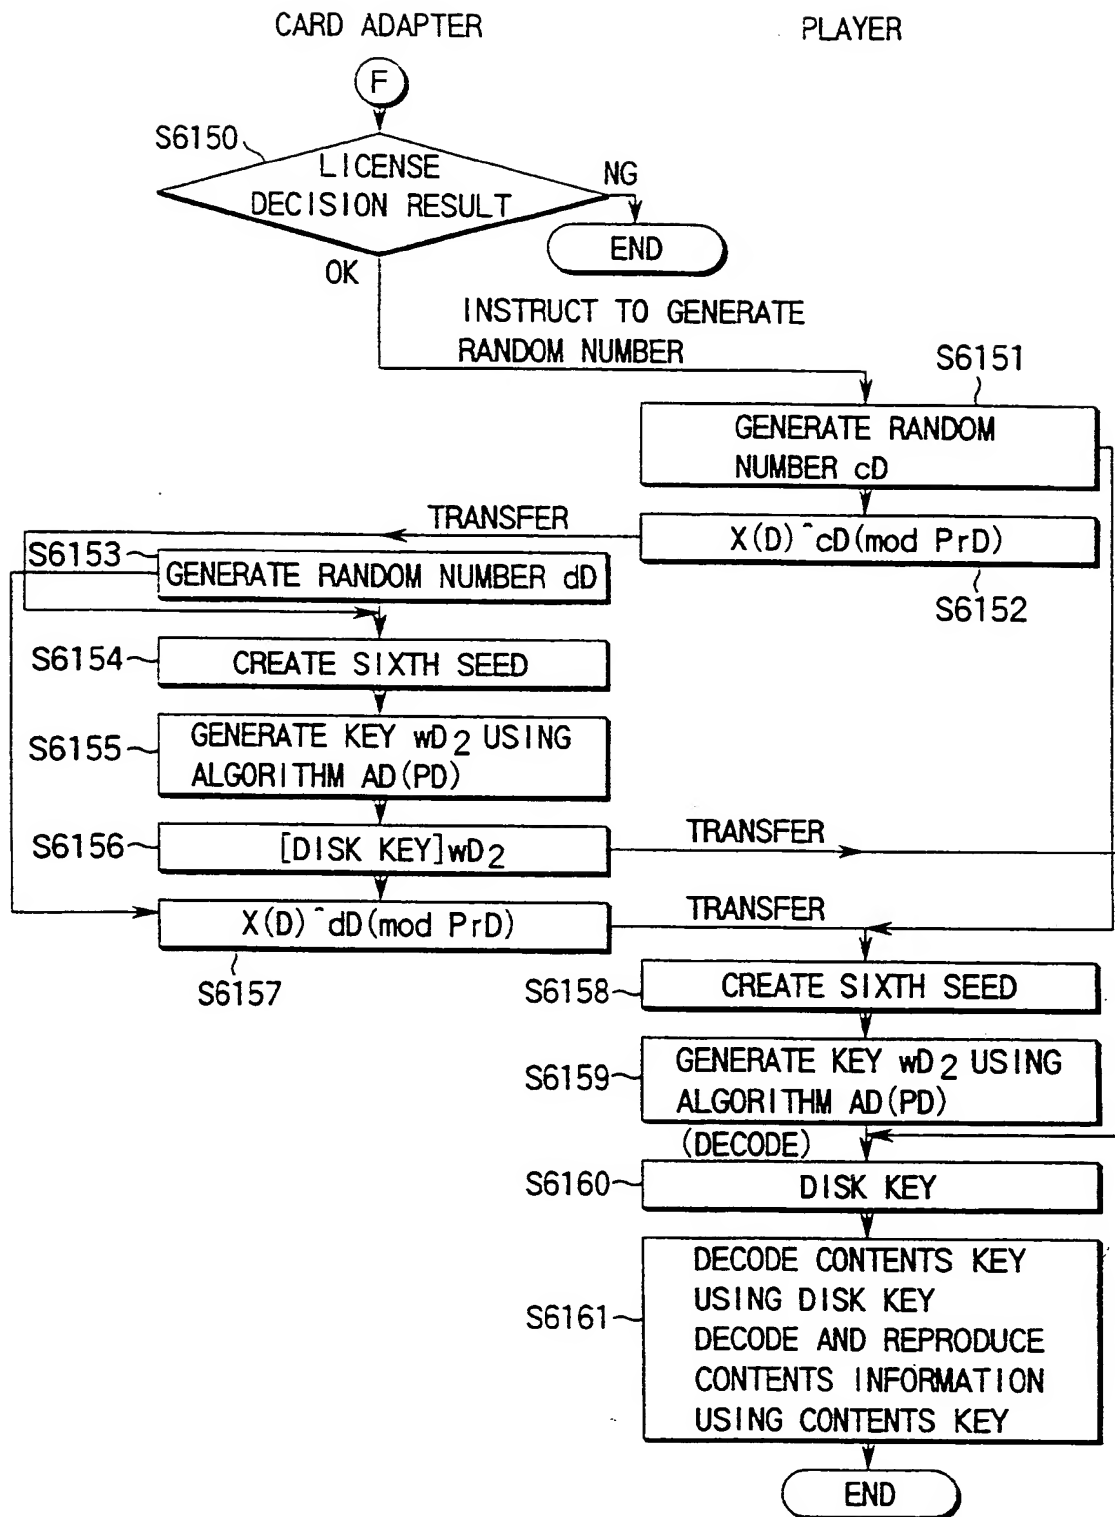 CARD ADAPTER
PLAYER
F
S6150
LICENSE
DECISION RESULT
NG
END
OK
INSTRUCT TO GENERATE
RANDOM NUMBER
S6151
GENERATE RANDOM
NUMBER cD
TRANSFER
X(D)^cD(mod PrD)
S6152
S6153
GENERATE RANDOM NUMBER dD
S6154
CREATE SIXTH SEED
S6155
GENERATE KEY wD2 USING
ALGORITHM AD(PD)
S6156
[DISK KEY]wD2
TRANSFER
X(D)^dD(mod PrD)
TRANSFER
S6157
S6158
CREATE SIXTH SEED
S6159
GENERATE KEY wD2 USING
ALGORITHM AD(PD)
(DECODE)
S6160
DISK KEY
S6161
DECODE CONTENTS KEY
USING DISK KEY
DECODE AND REPRODUCE
CONTENTS INFORMATION
USING CONTENTS KEY
END